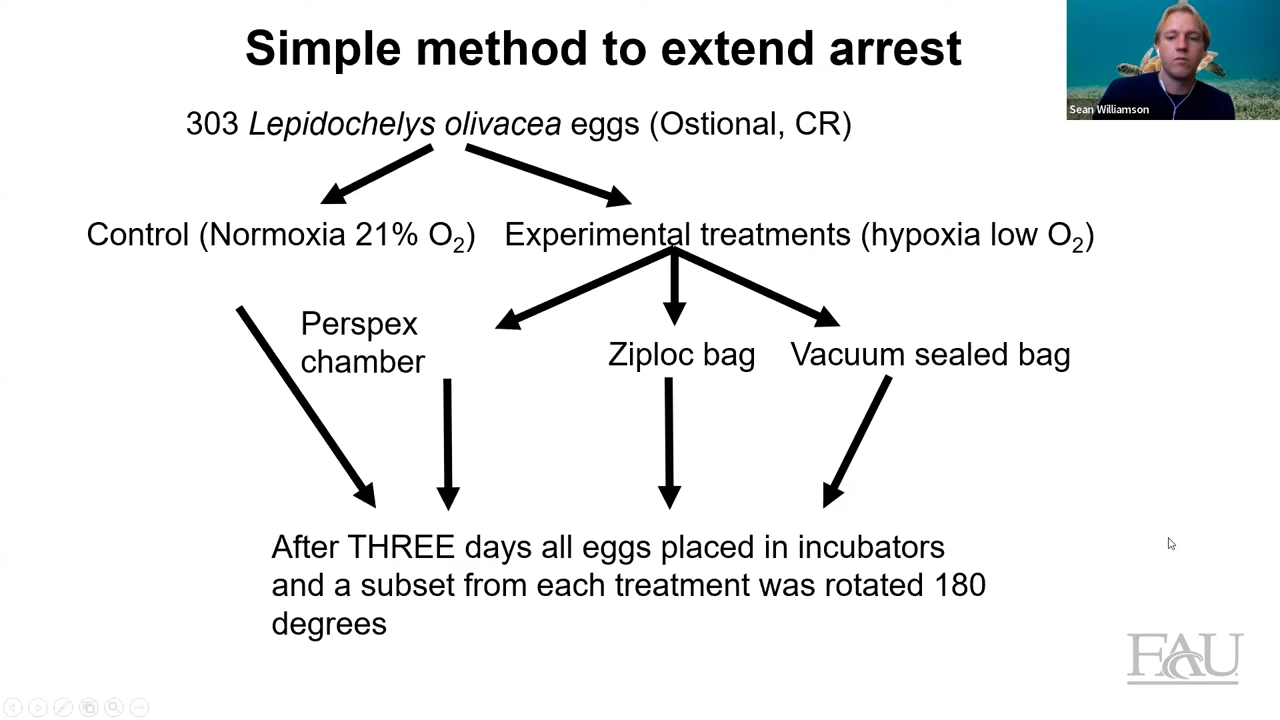 Simple method to extend arrest
Sean Williamson
303 Lepidochelys olivacea eggs (Ostional, CR)
Control (Normoxia 21% O₂)
Experimental treatments (hypoxia low O₂)
Perspex
chamber
Ziploc bag
Vacuum sealed bag
After THREE days all eggs placed in incubators
and a subset from each treatment was rotated 180
degrees
FAU